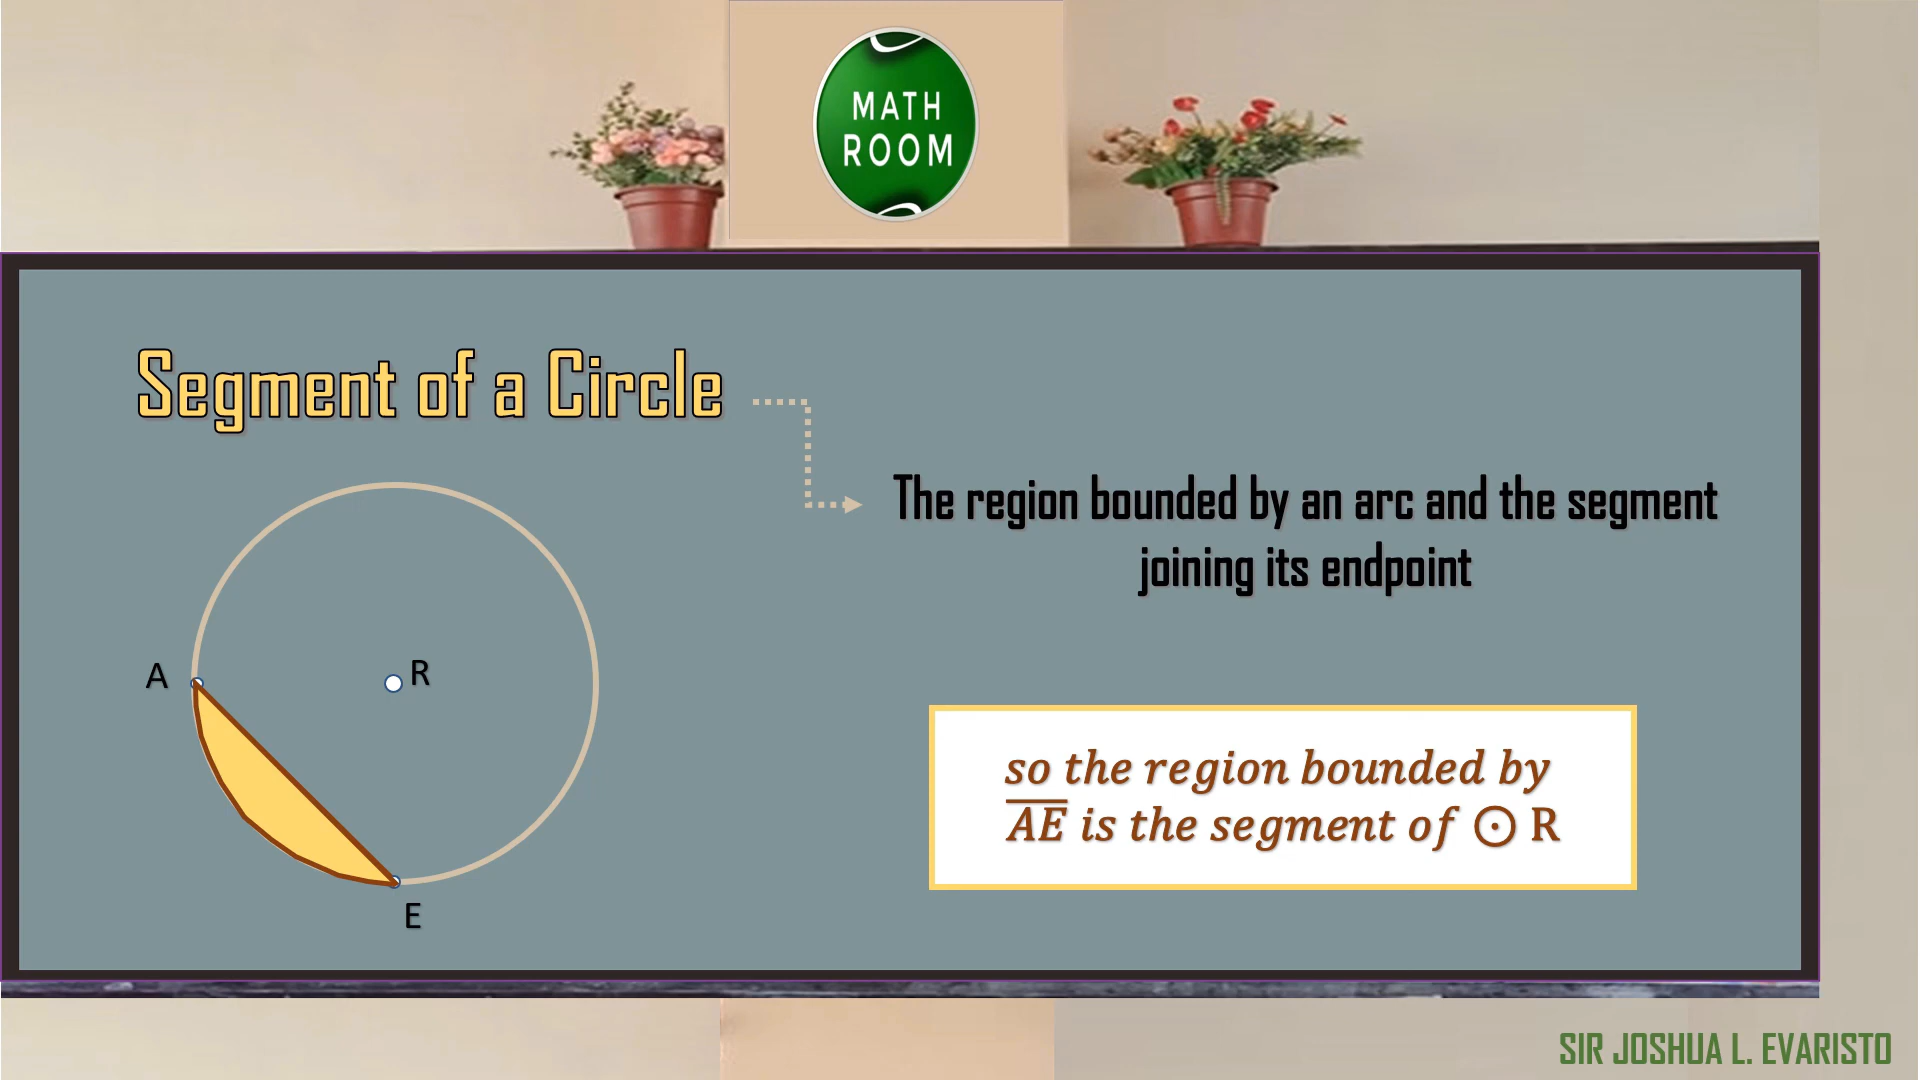 MATH
ROOM
Segment of a Circle
The region bounded by an arc and the segment
joining its endpoint
A
R
E
so the region bounded by
A̅E̅ is the segment of ⊙ R
SIR JOSHUA L. EVARISTO